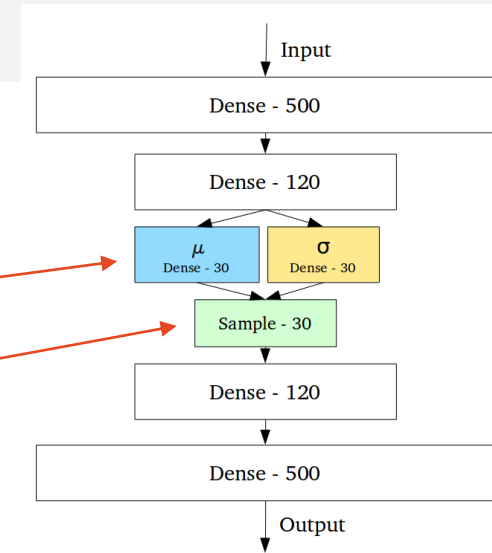 Input
Dense - 500
Dense - 120
μ
Dense - 30
σ
Dense - 30
Sample - 30
Dense - 120
Dense - 500
Output